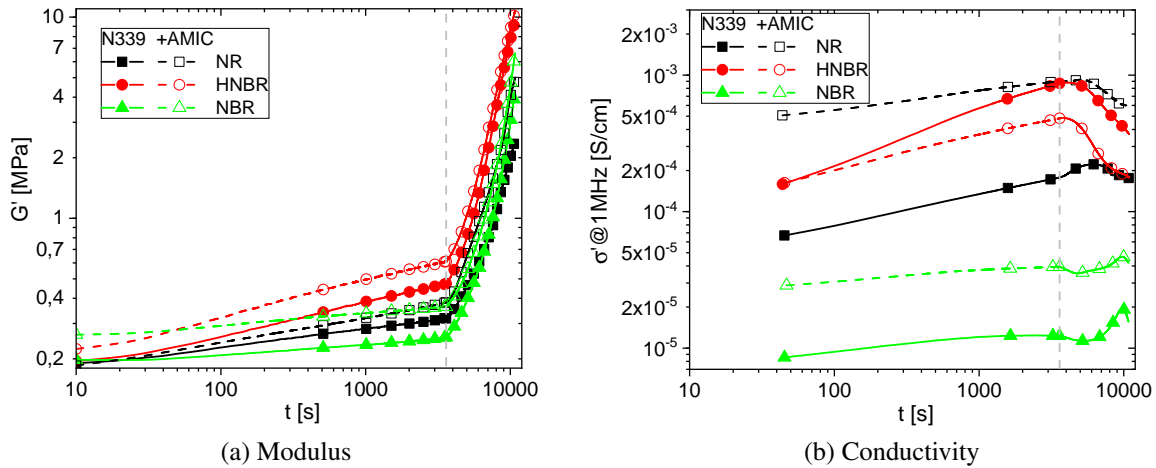 N339 +AMIC
NR
HNBR
NBR
10
7
4
2
1
0,7
0,4
0,2
G' [MPa]
10 100 1000 10000
t [s]
(a) Modulus
N339 +AMIC
NR
HNBR
NBR
2x10⁻³
10⁻³
5x10⁻⁴
2x10⁻⁴
10⁻⁴
5x10⁻⁵
2x10⁻⁵
10⁻⁵
σ'@1MHz [S/cm]
10 100 1000 10000
t [s]
(b) Conductivity